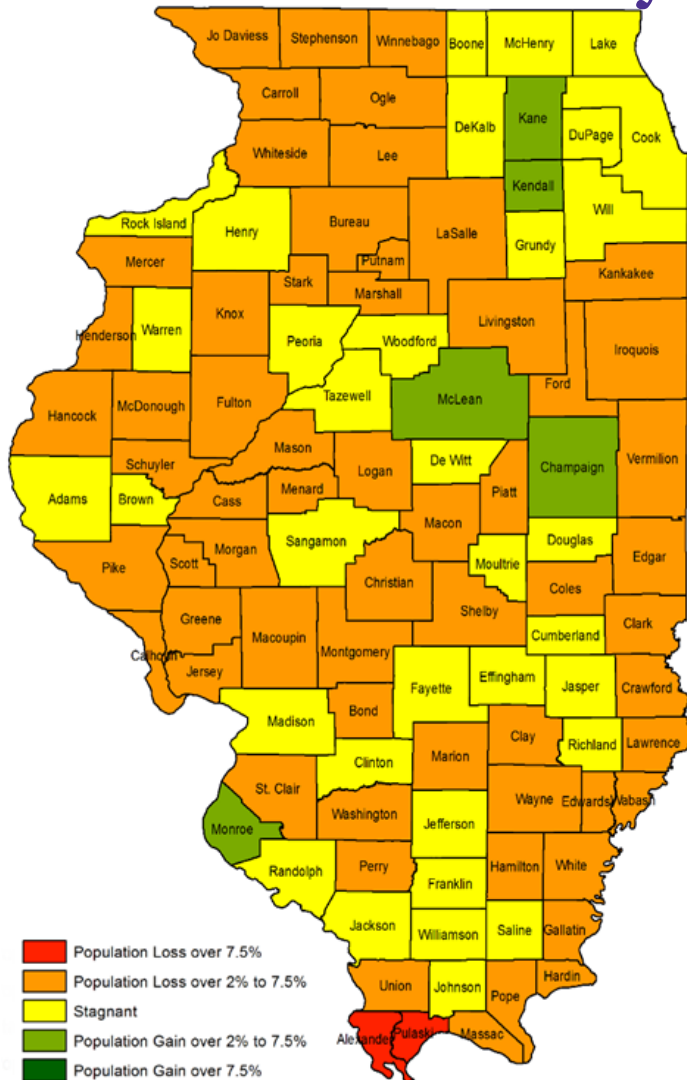 Jo Daviess Stephenson Winnebago Boone McHenry Lake
Carroll Ogle DeKalb Kane DuPage Cook
Whiteside Lee Kendall Will
Rock Island Henry Bureau LaSalle Grundy
Mercer Putnam Kankakee
Stark Marshall
Henderson Warren Knox Peoria Woodford Livingston Iroquois
Hancock McDonough Fulton Tazewell McLean Ford
Mason Vermilion
Schuyler Logan De Witt Champaign
Adams Brown Cass Menard Piatt
Macon
Pike Scott Morgan Sangamon Moultrie Douglas Edgar
Christian Coles
Greene Macoupin Shelby Clark
Calhoun Jersey Montgomery Cumberland
Fayette Effingham Jasper Crawford
Madison Bond
Clinton Marion Clay Richland Lawrence
St. Clair Washington Wayne Edwards Wabash
Monroe Jefferson
Randolph Perry Franklin Hamilton White
Jackson Williamson Saline Gallatin
Union Johnson Pope Hardin
Alexander Pulaski Massac
Population Loss over 7.5%
Population Loss over 2% to 7.5%
Stagnant
Population Gain over 2% to 7.5%
Population Gain over 7.5%